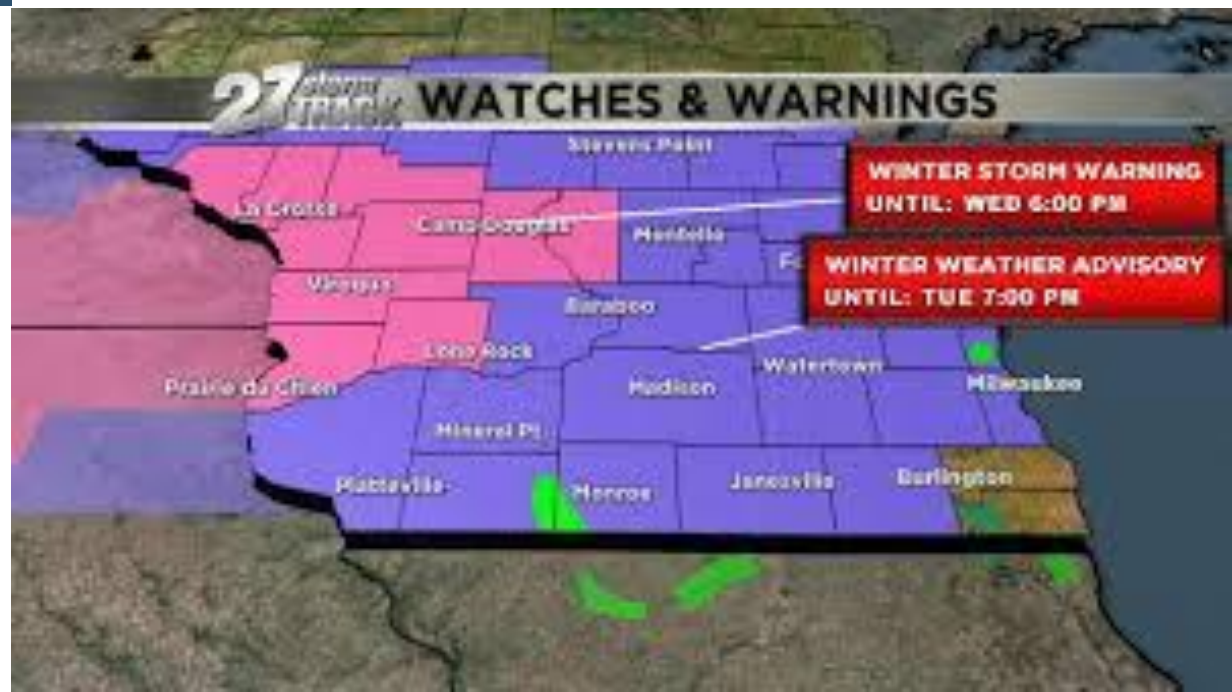 27 storm TRACK WATCHES & WARNINGS
Stevens Point
WINTER STORM WARNING
UNTIL: WED 6:00 PM
La Crosse
Camp Douglas
Montello
WINTER WEATHER ADVISORY
UNTIL: TUE 7:00 PM
Viroqua
Baraboo
Lone Rock
Watertown
Prairie du Chien
Madison
Milwaukee
Mineral Pt.
Platteville
Monroe
Janesville
Burlington